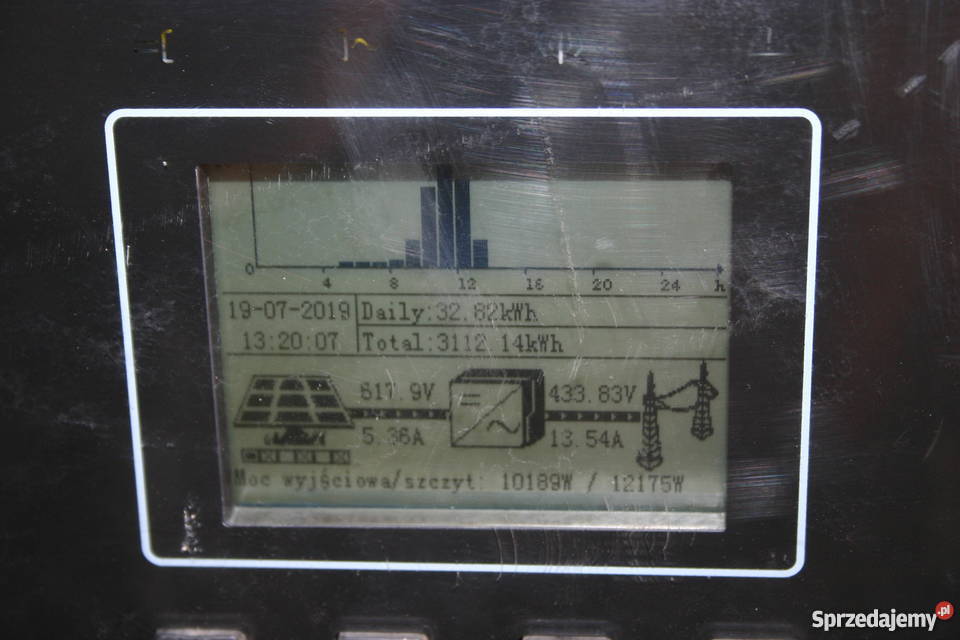 0
4 8 12 16 20 24 h
19-07-2019 Daily:32.82kWh
13:20:07 Total:3112.14kWh
617.9V 433.83V
5.36A 13.54A
Moc wyjściowa/szczyt: 10189W / 12175W
Sprzedajemy.pl